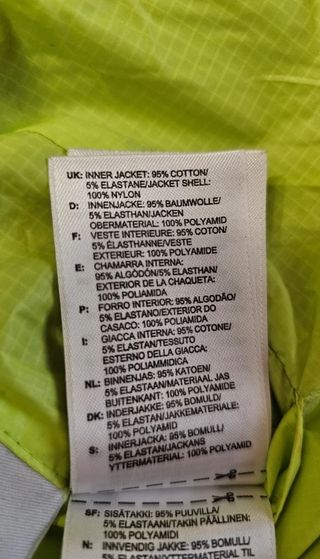 UK: INNER JACKET: 95% COTTON/
5% ELASTANE/JACKET SHELL:
100% NYLON
D: INNENJACKE: 95% BAUMWOLLE/
5% ELASTHAN/JACKEN
OBERMATERIAL: 100% POLYAMID
F: VESTE INTERIEURE: 95% COTON/
5% ÉLASTHANNE/VESTE
EXTERIEUR: 100% POLYAMIDE
E: CHAMARRA INTERNA:
95% ALGÓDÓN/5% ELASTHAN/
EXTERIOR DE LA CHAQUETA:
100% POLIAMIDA
P: FORRO INTERIOR: 95% ALGODÃO/
5% ELASTANO/EXTERIOR DO
CASACO: 100% POLIAMIDA
I: GIACCA INTERNA: 95% COTONE/
5% ELASTAN/TESSUTO
ESTERNO DELLA GIACCA:
100% POLIAMMIDICA
NL: BINNENJAS: 95% KATOEN/
5% ELASTAAN/MATERIAAL JAS
BUITENKANT: 100% POLYAMIDE
DK: INDERJAKKE: 95% BOMULD/
5% ELASTAN/JAKKEMATERIALE:
100% POLYAMID
S: INNERJACKA: 95% BOMULL/
5% ELASTAN/JACKANS
YTTERMATERIAL: 100% POLYAMID
SF: SISÄTAKKI: 95% PUUVILLA/
5% ELASTAANI/TAKIN PÄÄLLINEN:
100% POLYAMIDI
N: INNVENDIG JAKKE: 95% BOMULL/
5% ELASTAN/YTTERMATERIAL TIL